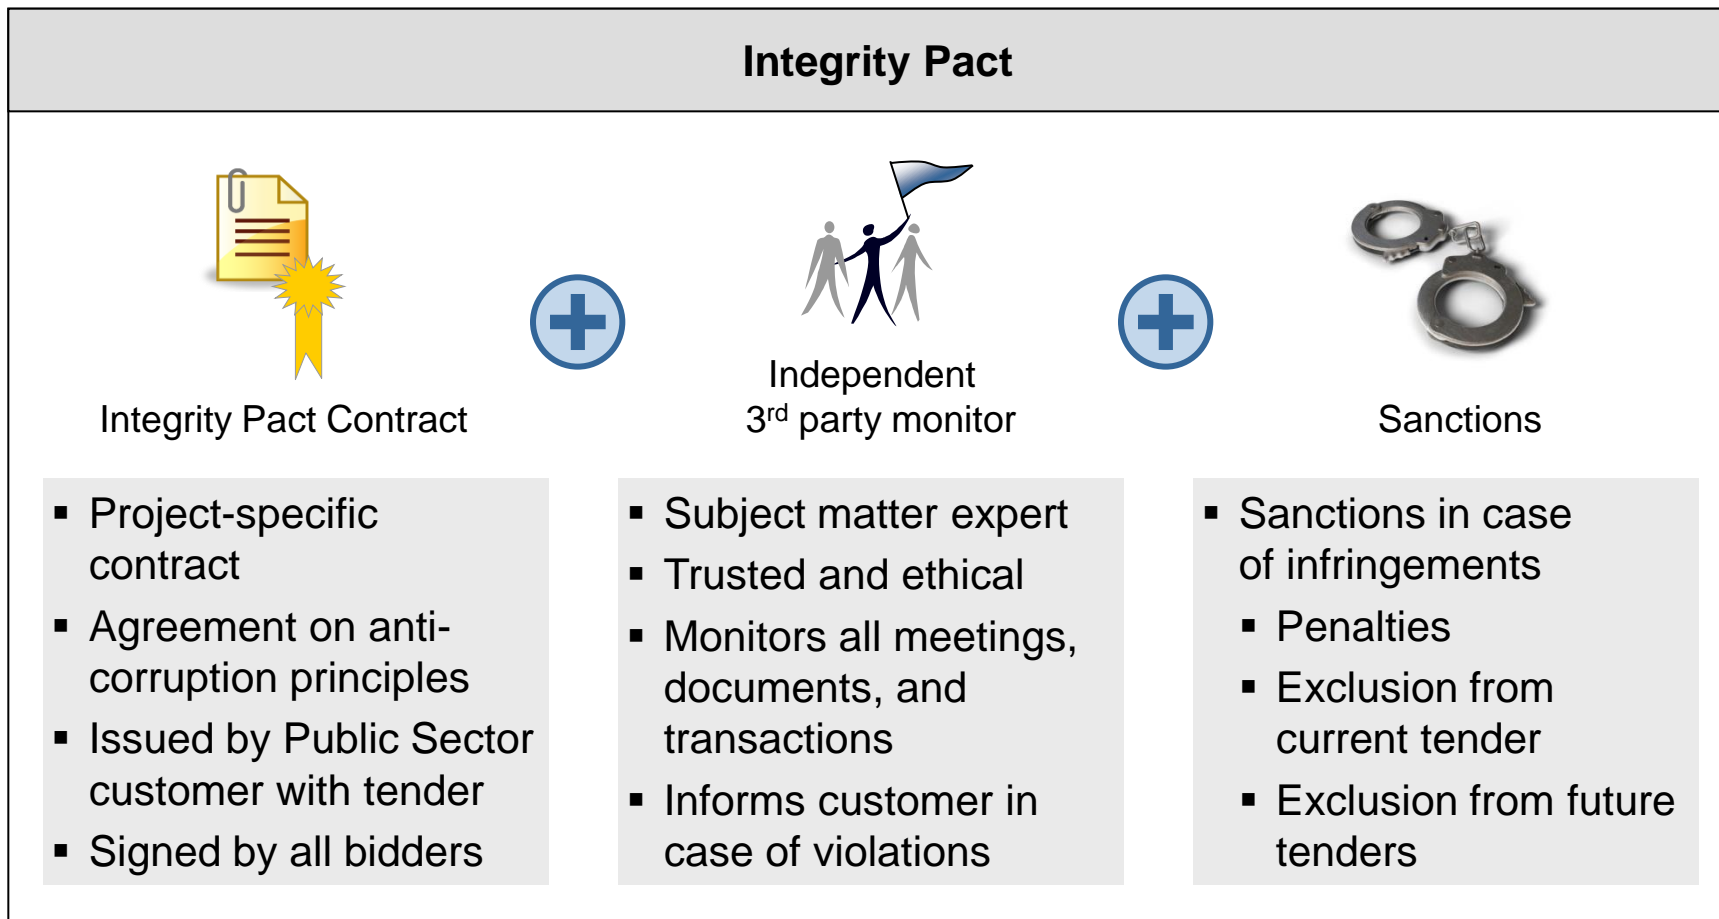 Integrity Pact
Integrity Pact Contract
Independent
3rd party monitor
Sanctions
▪ Project-specific
contract
▪ Agreement on anti-
corruption principles
▪ Issued by Public Sector
customer with tender
▪ Signed by all bidders
▪ Subject matter expert
▪ Trusted and ethical
▪ Monitors all meetings,
documents, and
transactions
▪ Informs customer in
case of violations
▪ Sanctions in case
of infringements
▪ Penalties
▪ Exclusion from
current tender
▪ Exclusion from future
tenders